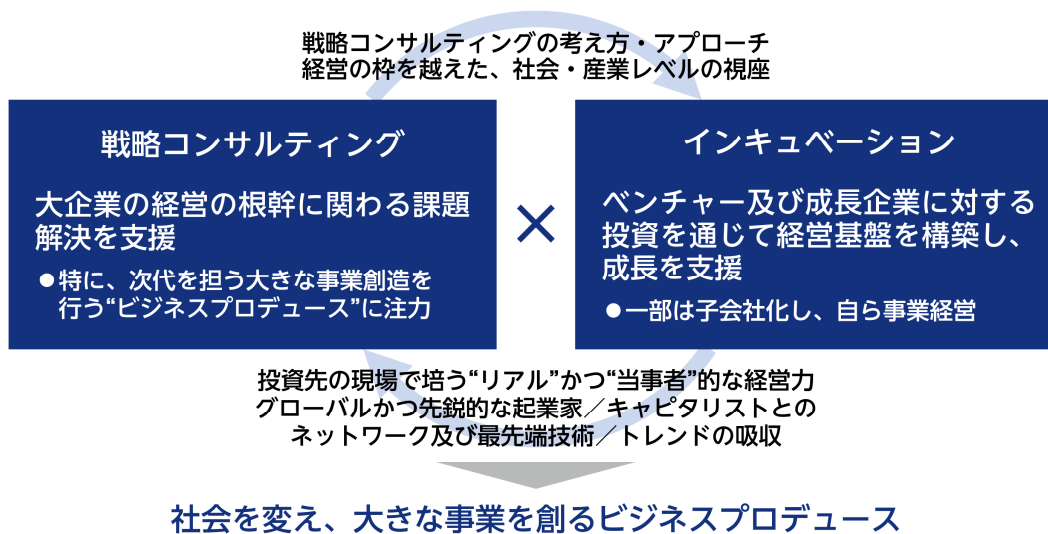 戦略コンサルティングの考え方・アプローチ
経営の枠を越えた、社会・産業レベルの視座
戦略コンサルティング
大企業の経営の根幹に関わる課題
解決を支援
●特に、次代を担う大きな事業創造を
行う“ビジネスプロデュース”に注力
×
インキュベーション
ベンチャー及び成長企業に対する
投資を通じて経営基盤を構築し、
成長を支援
●一部は子会社化し、自ら事業経営
投資先の現場で培う“リアル”かつ“当事者”的な経営力
グローバルかつ先鋭的な起業家／キャピタリストとの
ネットワーク及び最先端技術／トレンドの吸収
社会を変え、大きな事業を創るビジネスプロデュース